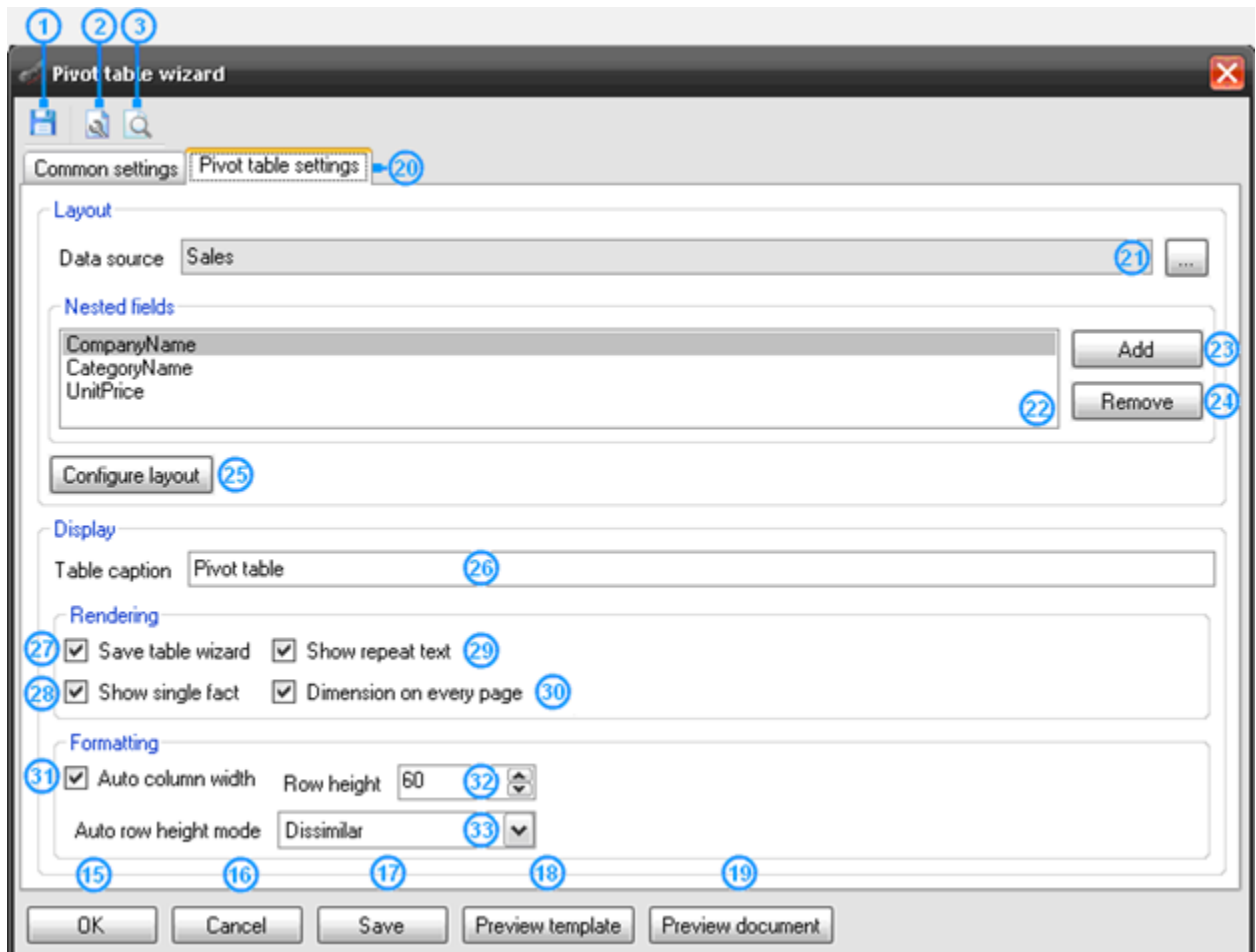 1 2 3
Pivot table wizard
Common settings Pivot table settings 20
Layout
Data source Sales 21 ...
Nested fields
CompanyName
CategoryName
UnitPrice
Add 23
22 Remove 24
Configure layout 25
Display
Table caption Pivot table 26
Rendering
27 Save table wizard Show repeat text 29
28 Show single fact Dimension on every page 30
Formatting
31 Auto column width Row height 60 32
Auto row height mode Dissimilar 33
15 16 17 18 19
OK Cancel Save Preview template Preview document